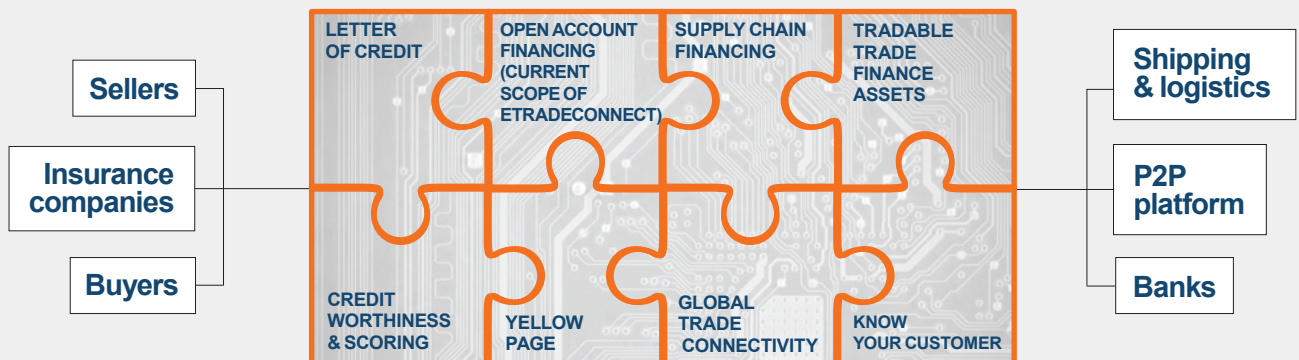 Sellers
Insurance
companies
Buyers
LETTER
OF CREDIT
OPEN ACCOUNT
FINANCING
(CURRENT
SCOPE OF
ETRADECONNECT)
SUPPLY CHAIN
FINANCING
TRADABLE
TRADE
FINANCE
ASSETS
CREDIT
WORTHINESS
& SCORING
YELLOW
PAGE
GLOBAL
TRADE
CONNECTIVITY
KNOW
YOUR CUSTOMER
Shipping
& logistics
P2P
platform
Banks